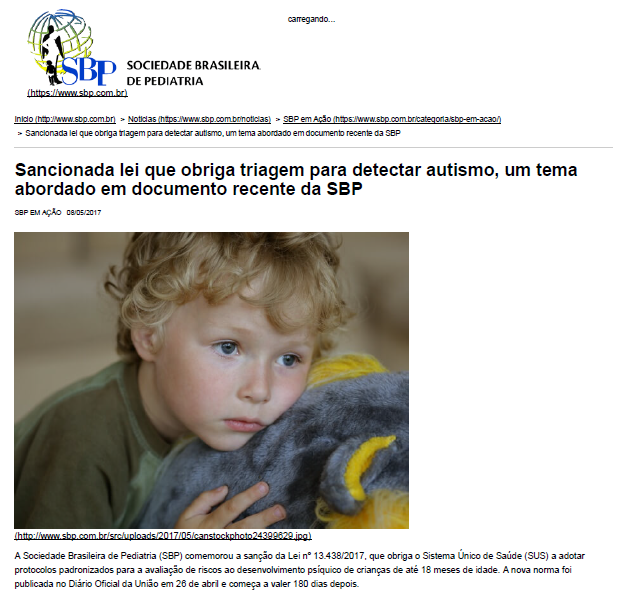 carregando...
SBP
SOCIEDADE BRASILEIRA
DE PEDIATRIA
(https://www.sbp.com.br)
Início (http://www.sbp.com.br) > Notícias (https://www.sbp.com.br/noticias) > SBP em Ação (https://www.sbp.com.br/categoria/sbp-em-acao/)
> Sancionada lei que obriga triagem para detectar autismo, um tema abordado em documento recente da SBP
Sancionada lei que obriga triagem para detectar autismo, um tema
abordado em documento recente da SBP
SBP EM AÇÃO 08/05/2017
(http://www.sbp.com.br/src/uploads/2017/05/canstockphoto24399629.jpg)
A Sociedade Brasileira de Pediatria (SBP) comemorou a sanção da Lei nº 13.438/2017, que obriga o Sistema Único de Saúde (SUS) a adotar
protocolos padronizados para a avaliação de riscos ao desenvolvimento psíquico de crianças de até 18 meses de idade. A nova norma foi
publicada no Diário Oficial da União em 26 de abril e começa a valer 180 dias depois.